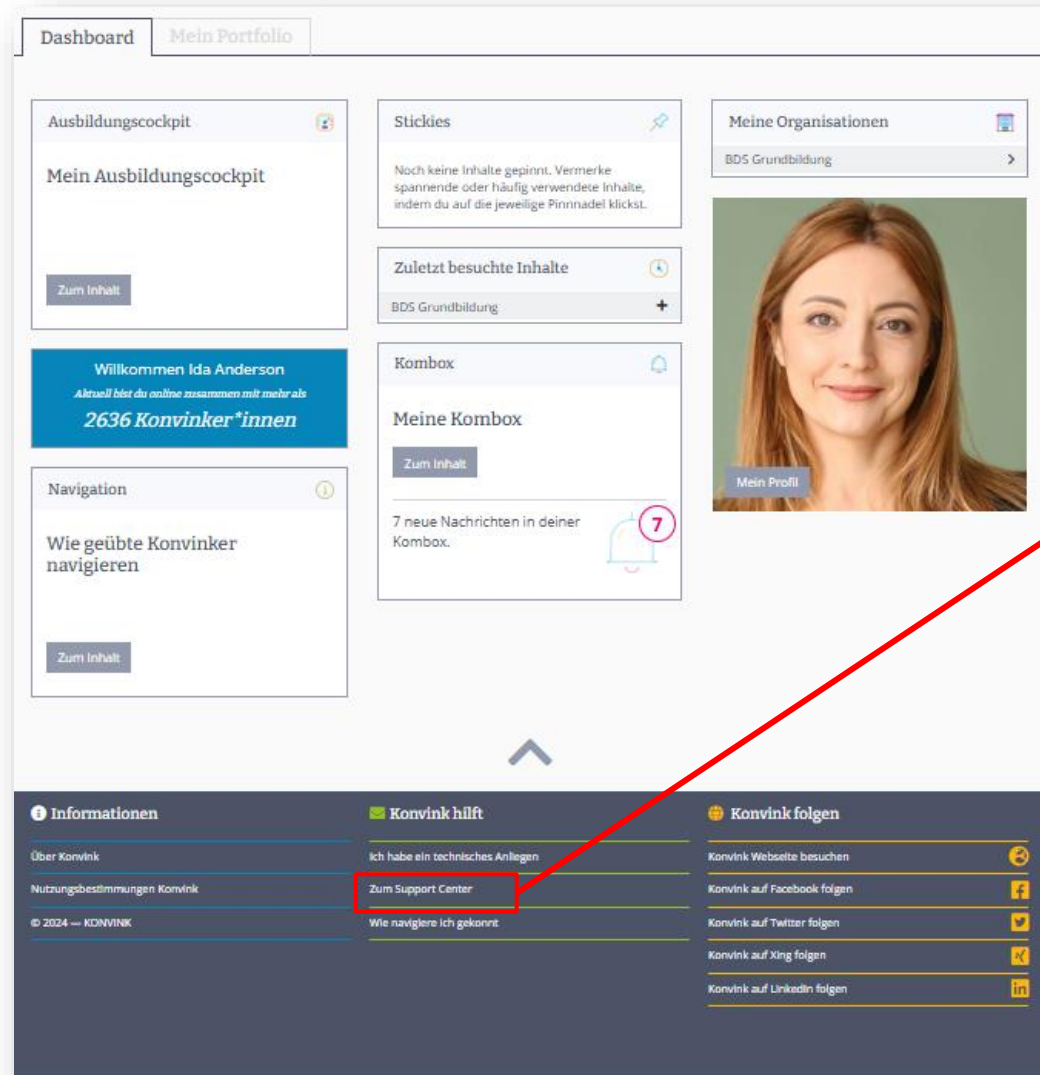 Dashboard
Mein Portfolio
Ausbildungscockpit
Mein Ausbildungscockpit
Zum Inhalt
Willkommen Ida Anderson
Aktuell bist du online zusammen mit mehr als
2636 Konvinker*innen
Navigation
Wie geübte Konvinker
navigieren
Zum Inhalt
Stickies
Noch keine Inhalte gepinnt. Vermerke
spannende oder häufig verwendete Inhalte,
indem du auf die jeweilige Pinnnadel klickst.
Zuletzt besuchte Inhalte
BDS Grundbildung
Kombox
Meine Kombox
Zum Inhalt
7 neue Nachrichten in deiner
Kombox.
7
Meine Organisationen
BDS Grundbildung
Mein Profil
Informationen
Über Konvink
Nutzungsbestimmungen Konvink
© 2024 — KONVINK
Konvink hilft
Ich habe ein technisches Anliegen
Zum Support Center
Wie navigiere ich gekonnt
Konvink folgen
Konvink Webseite besuchen
Konvink auf Facebook folgen
Konvink auf Twitter folgen
Konvink auf Xing folgen
Konvink auf LinkedIn folgen